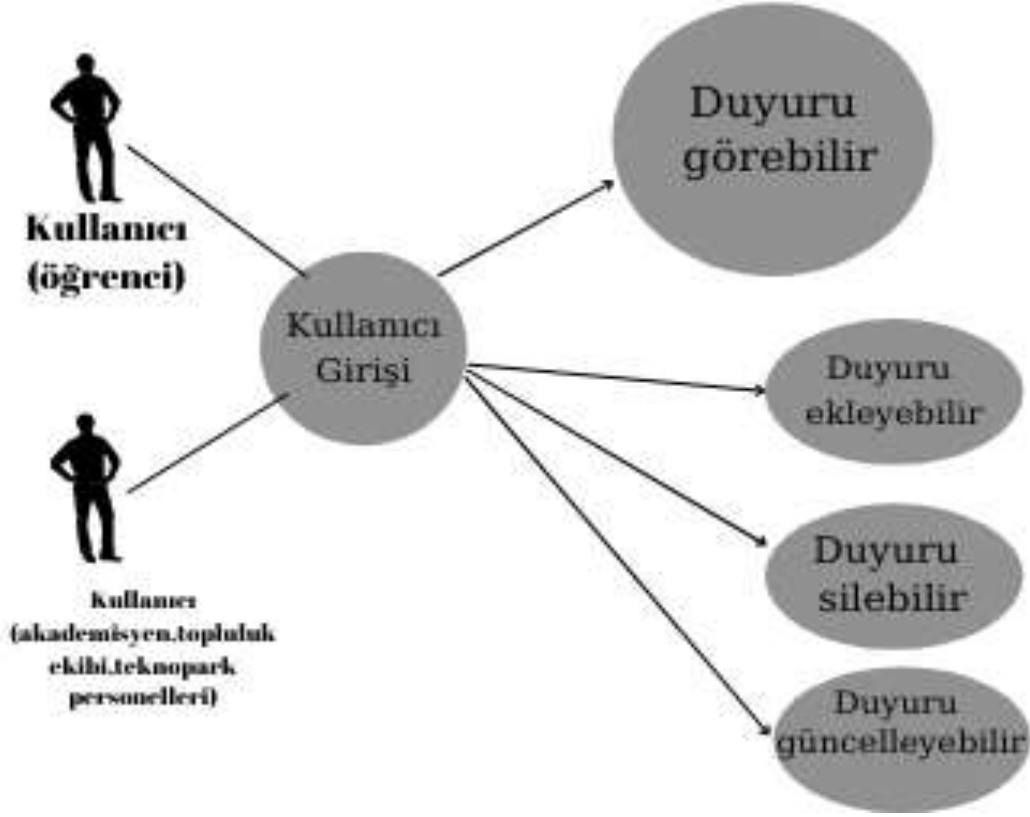 Duyuru
görebilir
Kullanıcı
(öğrenci)
Kullanıcı
Girişi
Duyuru
ekleyebilir
Duyuru
silebilir
Kullanıcı
(akademisyen,topluluk
ekibi,teknopark
personelleri)
Duyuru
güncelleyebilir